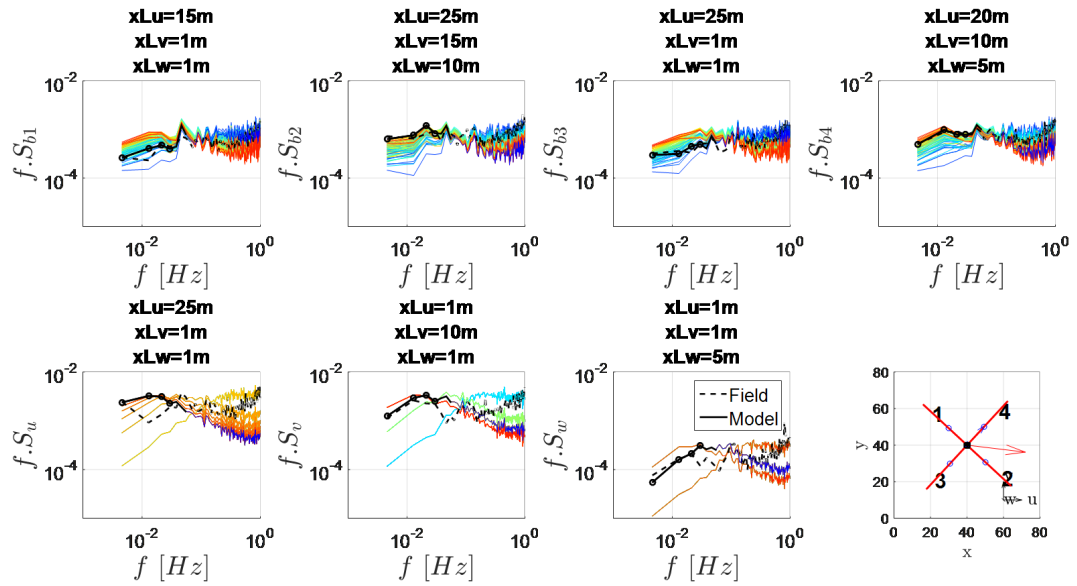 xLu=15m
xLv=1m
xLw=1m
10^-2
10^-4
f.S_b1
10^-2
10^0
f [Hz]
xLu=25m
xLv=15m
xLw=10m
10^-2
10^-4
f.S_b2
10^-2
10^0
f [Hz]
xLu=25m
xLv=1m
xLw=1m
10^-2
10^-4
f.S_b3
10^-2
10^0
f [Hz]
xLu=20m
xLv=10m
xLw=5m
10^-2
10^-4
f.S_b4
10^-2
10^0
f [Hz]
xLu=25m
xLv=1m
xLw=1m
10^-2
10^-4
f.S_u
10^-2
10^0
f [Hz]
xLu=1m
xLv=10m
xLw=1m
10^-2
10^-4
f.S_v
10^-2
10^0
f [Hz]
xLu=1m
xLv=1m
xLw=5m
10^-2
10^-4
f.S_w
Field
Model
10^-2
10^0
f [Hz]
80
60
40
20
0
y
1
4
3
2
w
u
0 20 40 60 80
x